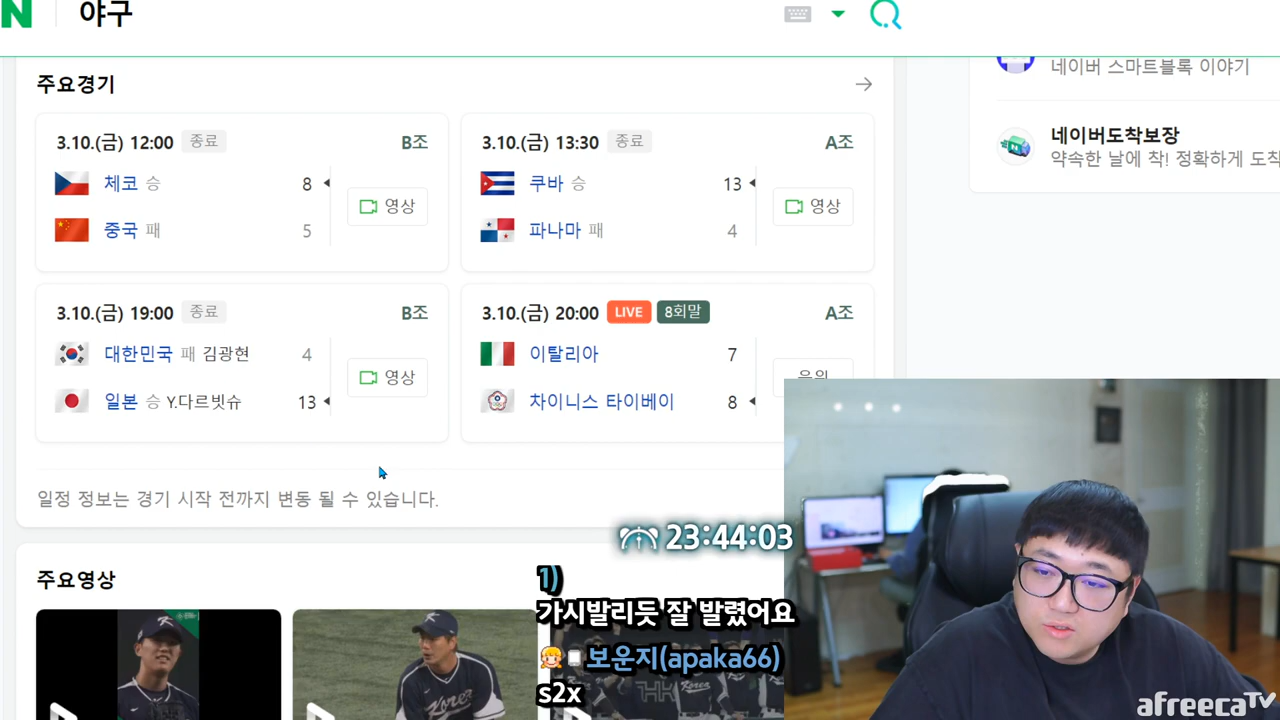 N 야구
주요경기
3.10.(금) 12:00 종료 B조
체코 승 8
중국 패 5
영상
3.10.(금) 13:30 종료 A조
쿠바 승 13
파나마 패 4
영상
3.10.(금) 19:00 종료 B조
대한민국 패 김광현 4
일본 승 Y.다르빗슈 13
영상
3.10.(금) 20:00 LIVE 8회말 A조
이탈리아 7
차이니스 타이베이 8
일정 정보는 경기 시작 전까지 변동 될 수 있습니다.
주요영상
네이버 스마트블록 이야기
네이버도착보장
약속한 날에 착! 정확하게 도착
23:44:03
1)
가시발리듯 잘 발렸어요
보운지(apaka66)
s2x
Korea
Korea
afreecaTV